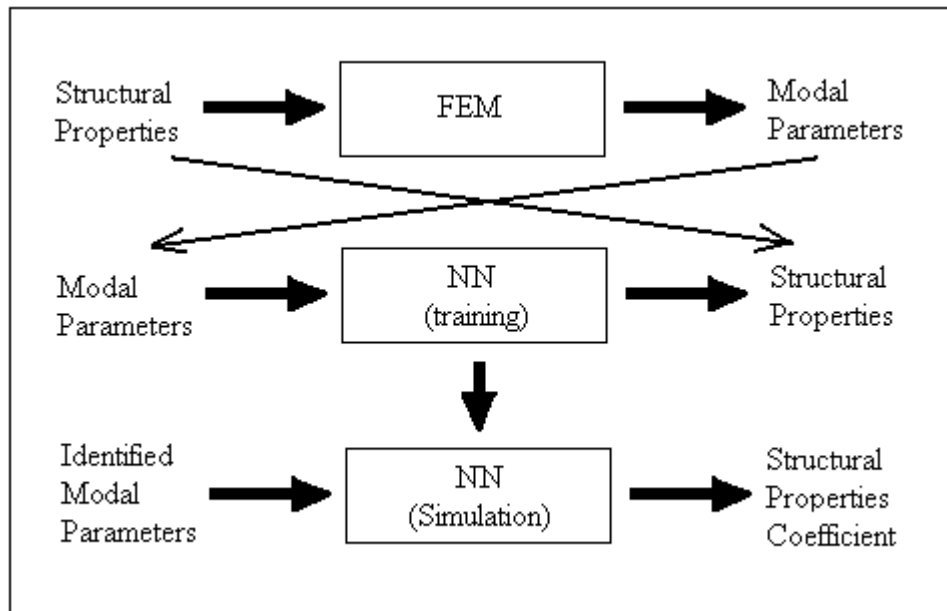 Structural
Properties
FEM
Modal
Parameters
Modal
Parameters
NN
(training)
Structural
Properties
Identified
Modal
Parameters
NN
(Simulation)
Structural
Properties
Coefficient